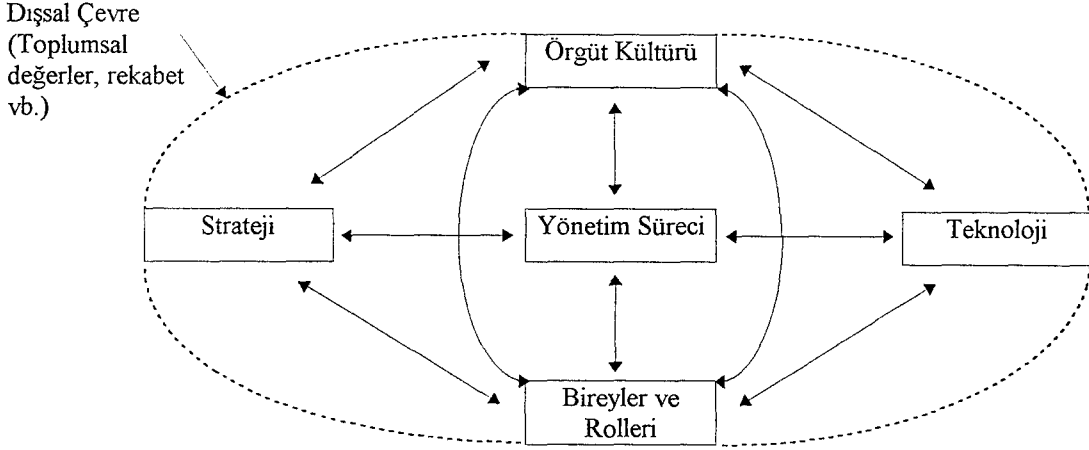 Dışsal Çevre
(Toplumsal
değerler, rekabet
vb.)
Örgüt Kültürü
Strateji
Yönetim Süreci
Teknoloji
Bireyler ve
Rolleri